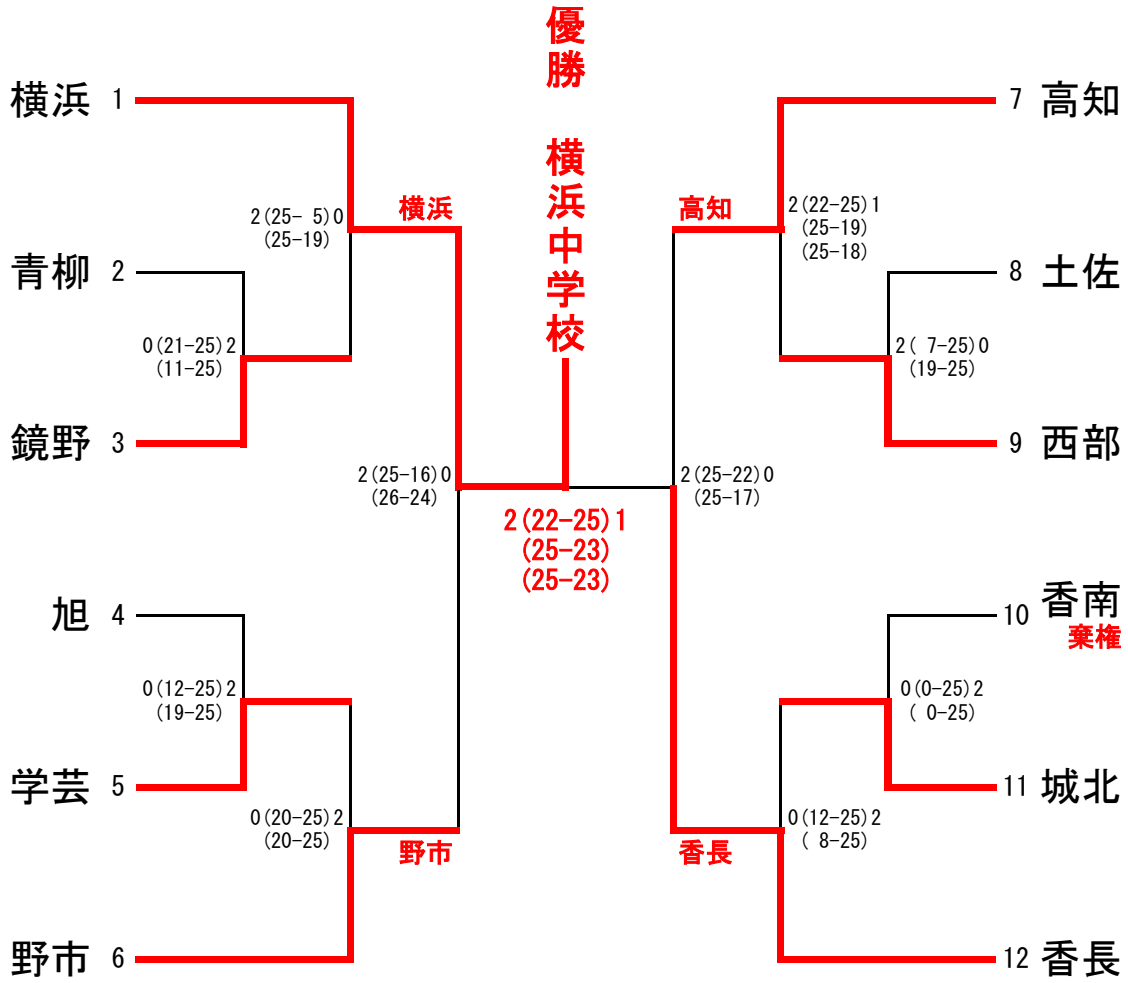 優勝 横浜中学校
横浜 1
青柳 2
鏡野 3
旭 4
学芸 5
野市 6
2(25- 5)0
(25-19)
0(21-25)2
(11-25)
0(12-25)2
(19-25)
0(20-25)2
(20-25)
横浜
野市
2(25-16)0
(26-24)
2(22-25)1
(25-23)
(25-23)
高知
香長
2(25-22)0
(25-17)
2(22-25)1
(25-19)
(25-18)
2( 7-25)0
(19-25)
0(0-25)2
( 0-25)
0(12-25)2
( 8-25)
7 高知
8 土佐
9 西部
10 香南
棄権
11 城北
12 香長